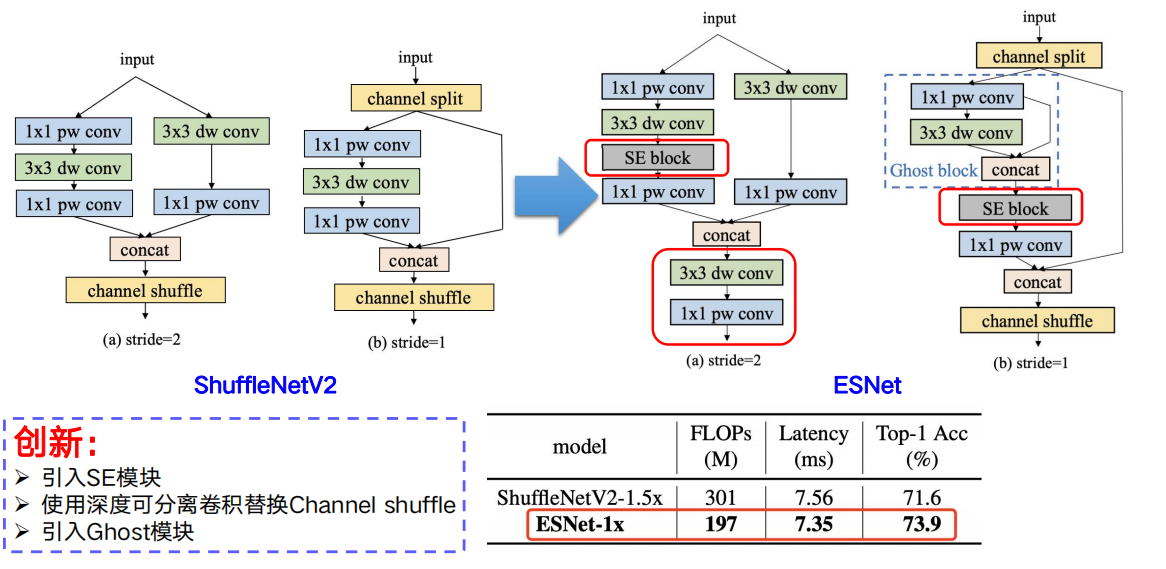 input
1x1 pw conv
3x3 dw conv
3x3 dw conv
1x1 pw conv
1x1 pw conv
concat
channel shuffle
(a) stride=2
input
channel split
1x1 pw conv
3x3 dw conv
1x1 pw conv
concat
channel shuffle
(b) stride=1
ShuffleNetV2
input
1x1 pw conv
3x3 dw conv
3x3 dw conv
SE block
1x1 pw conv
1x1 pw conv
concat
3x3 dw conv
1x1 pw conv
(a) stride=2
input
channel split
1x1 pw conv
3x3 dw conv
Ghost block
concat
SE block
1x1 pw conv
concat
channel shuffle
(b) stride=1
ESNet
创新：
➢ 引入SE模块
➢ 使用深度可分离卷积替换Channel shuffle
➢ 引入Ghost模块
model FLOPs (M) Latency (ms) Top-1 Acc (%)
ShuffleNetV2-1.5x 301 7.56 71.6
ESNet-1x 197 7.35 73.9